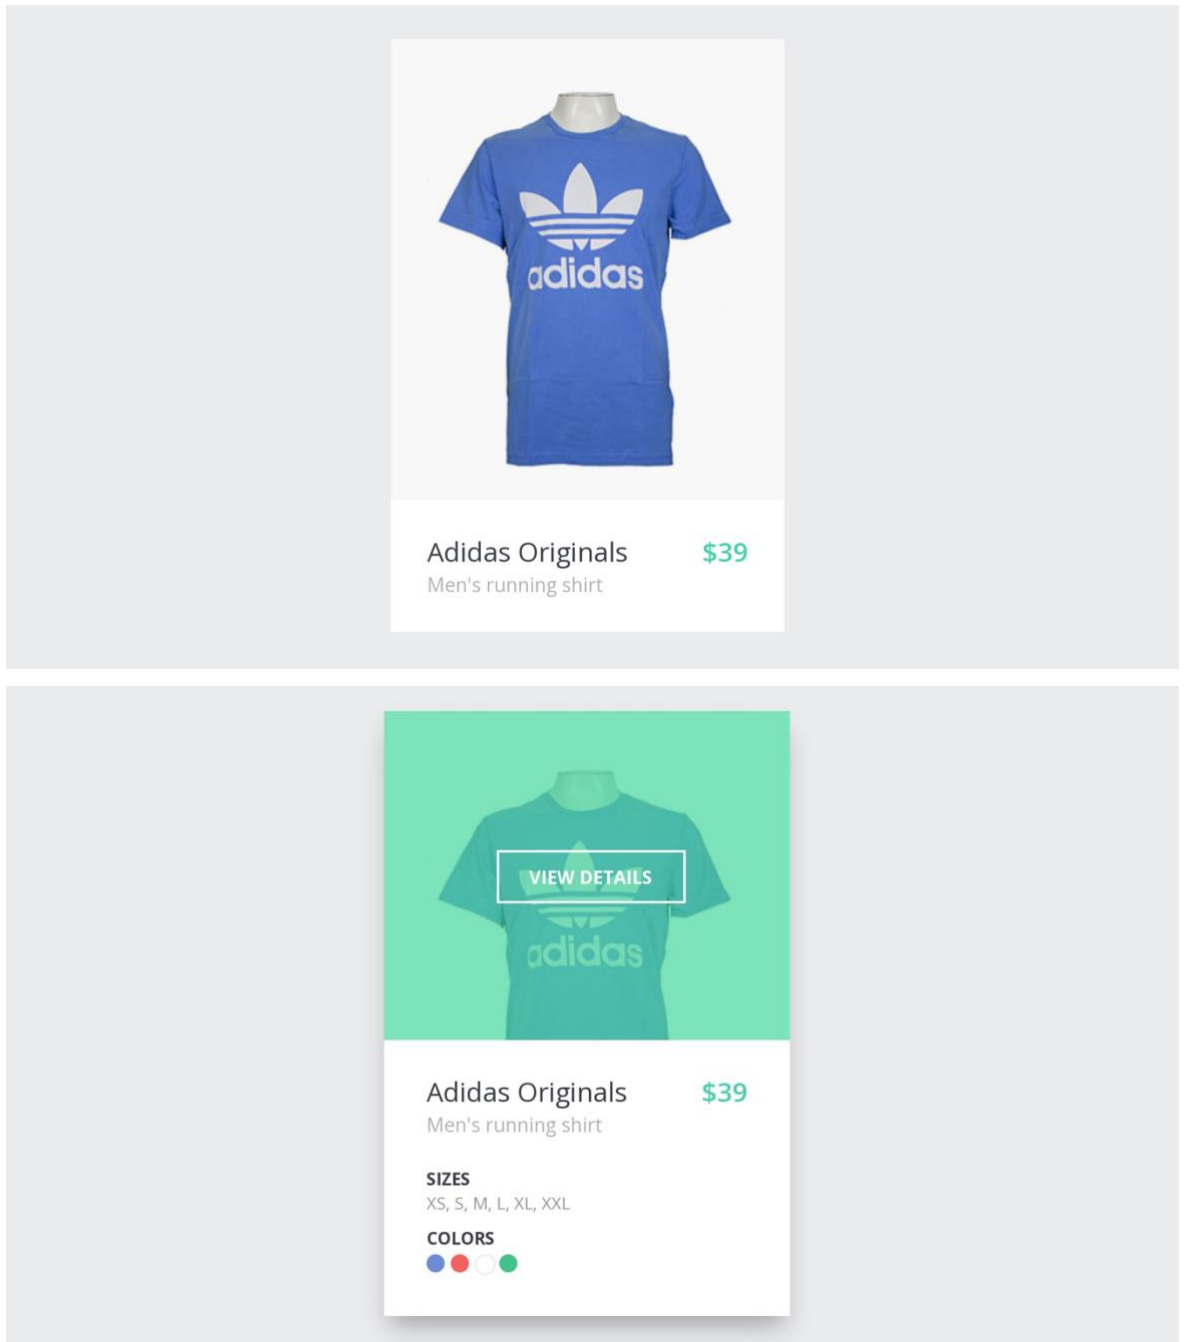 adidas
Adidas Originals $39
Men's running shirt
VIEW DETAILS
adidas
Adidas Originals $39
Men's running shirt
SIZES
XS, S, M, L, XL, XXL
COLORS